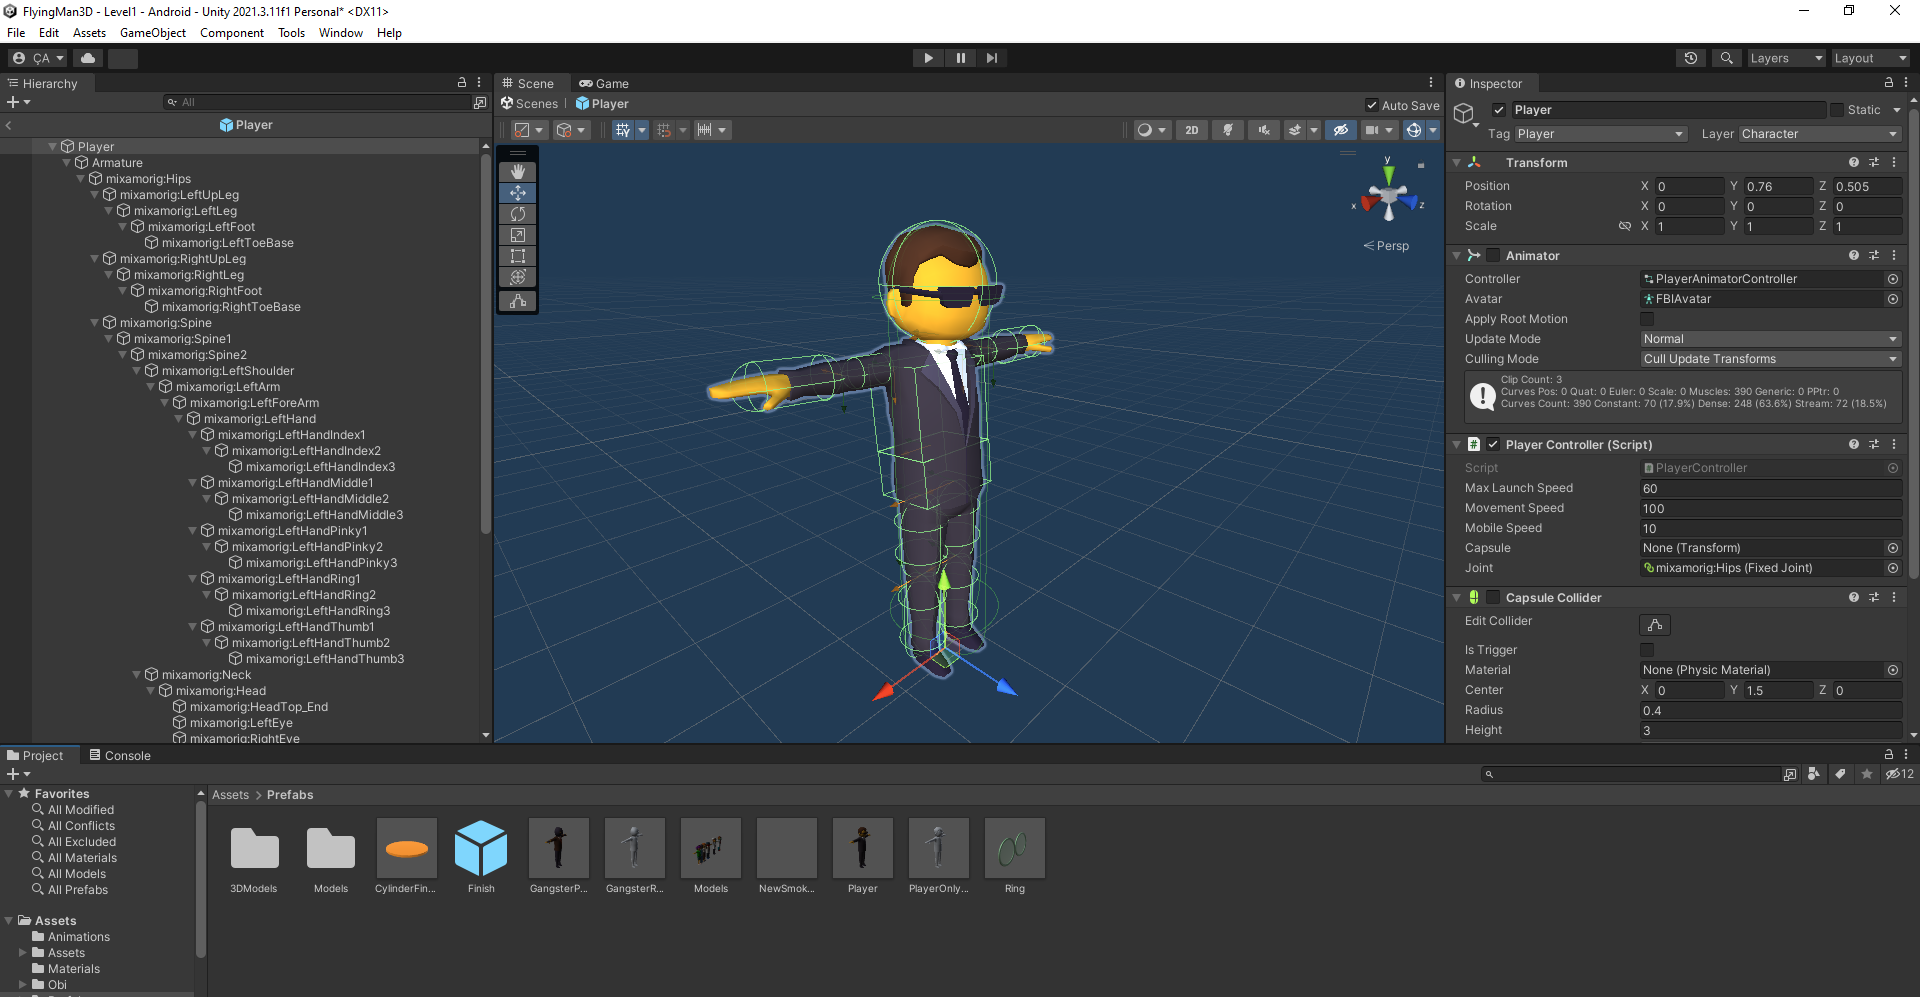 FlyingMan3D - Level1 - Android - Unity 2021.3.11f1 Personal* <DX11>
File Edit Assets GameObject Component Tools Window Help
ÇA
Layers
Layout
Hierarchy
All
Player
Player
Armature
mixamorig:Hips
mixamorig:LeftUpLeg
mixamorig:LeftLeg
mixamorig:LeftFoot
mixamorig:LeftToeBase
mixamorig:RightUpLeg
mixamorig:RightLeg
mixamorig:RightFoot
mixamorig:RightToeBase
mixamorig:Spine
mixamorig:Spine1
mixamorig:Spine2
mixamorig:LeftShoulder
mixamorig:LeftArm
mixamorig:LeftForeArm
mixamorig:LeftHand
mixamorig:LeftHandIndex1
mixamorig:LeftHandIndex2
mixamorig:LeftHandIndex3
mixamorig:LeftHandMiddle1
mixamorig:LeftHandMiddle2
mixamorig:LeftHandMiddle3
mixamorig:LeftHandPinky1
mixamorig:LeftHandPinky2
mixamorig:LeftHandPinky3
mixamorig:LeftHandRing1
mixamorig:LeftHandRing2
mixamorig:LeftHandRing3
mixamorig:LeftHandThumb1
mixamorig:LeftHandThumb2
mixamorig:LeftHandThumb3
mixamorig:Neck
mixamorig:Head
mixamorig:HeadTop_End
mixamorig:LeftEye
mixamorig:RightEye
Scene Game
Scenes | Player
Auto Save
2D
y
x
z
Persp
Inspector
Player
Static
Tag Player Layer Character
Transform
Position X 0 Y 0.76 Z 0.505
Rotation X 0 Y 0 Z 0
Scale X 1 Y 1 Z 1
Animator
Controller PlayerAnimatorController
Avatar FBIAvatar
Apply Root Motion
Update Mode Normal
Culling Mode Cull Update Transforms
Clip Count: 3
Curves Pos: 0 Quat: 0 Euler: 0 Scale: 0 Muscles: 390 Generic: 0 PPtr: 0
Curves Count: 390 Constant: 70 (17.9%) Dense: 248 (63.6%) Stream: 72 (18.5%)
# Player Controller (Script)
Script PlayerController
Max Launch Speed 60
Movement Speed 100
Mobile Speed 10
Capsule None (Transform)
Joint mixamorig:Hips (Fixed Joint)
Capsule Collider
Edit Collider
Is Trigger
Material None (Physic Material)
Center X 0 Y 1.5 Z 0
Radius 0.4
Height 3
Project Console
12
Favorites
All Modified
All Conflicts
All Excluded
All Materials
All Models
All Prefabs
Assets
Animations
Assets
Materials
Obi
Assets > Prefabs
3DModels
Models
CylinderFin...
Finish
GangsterP...
GangsterR...
Models
NewSmok...
Player
PlayerOnly...
Ring